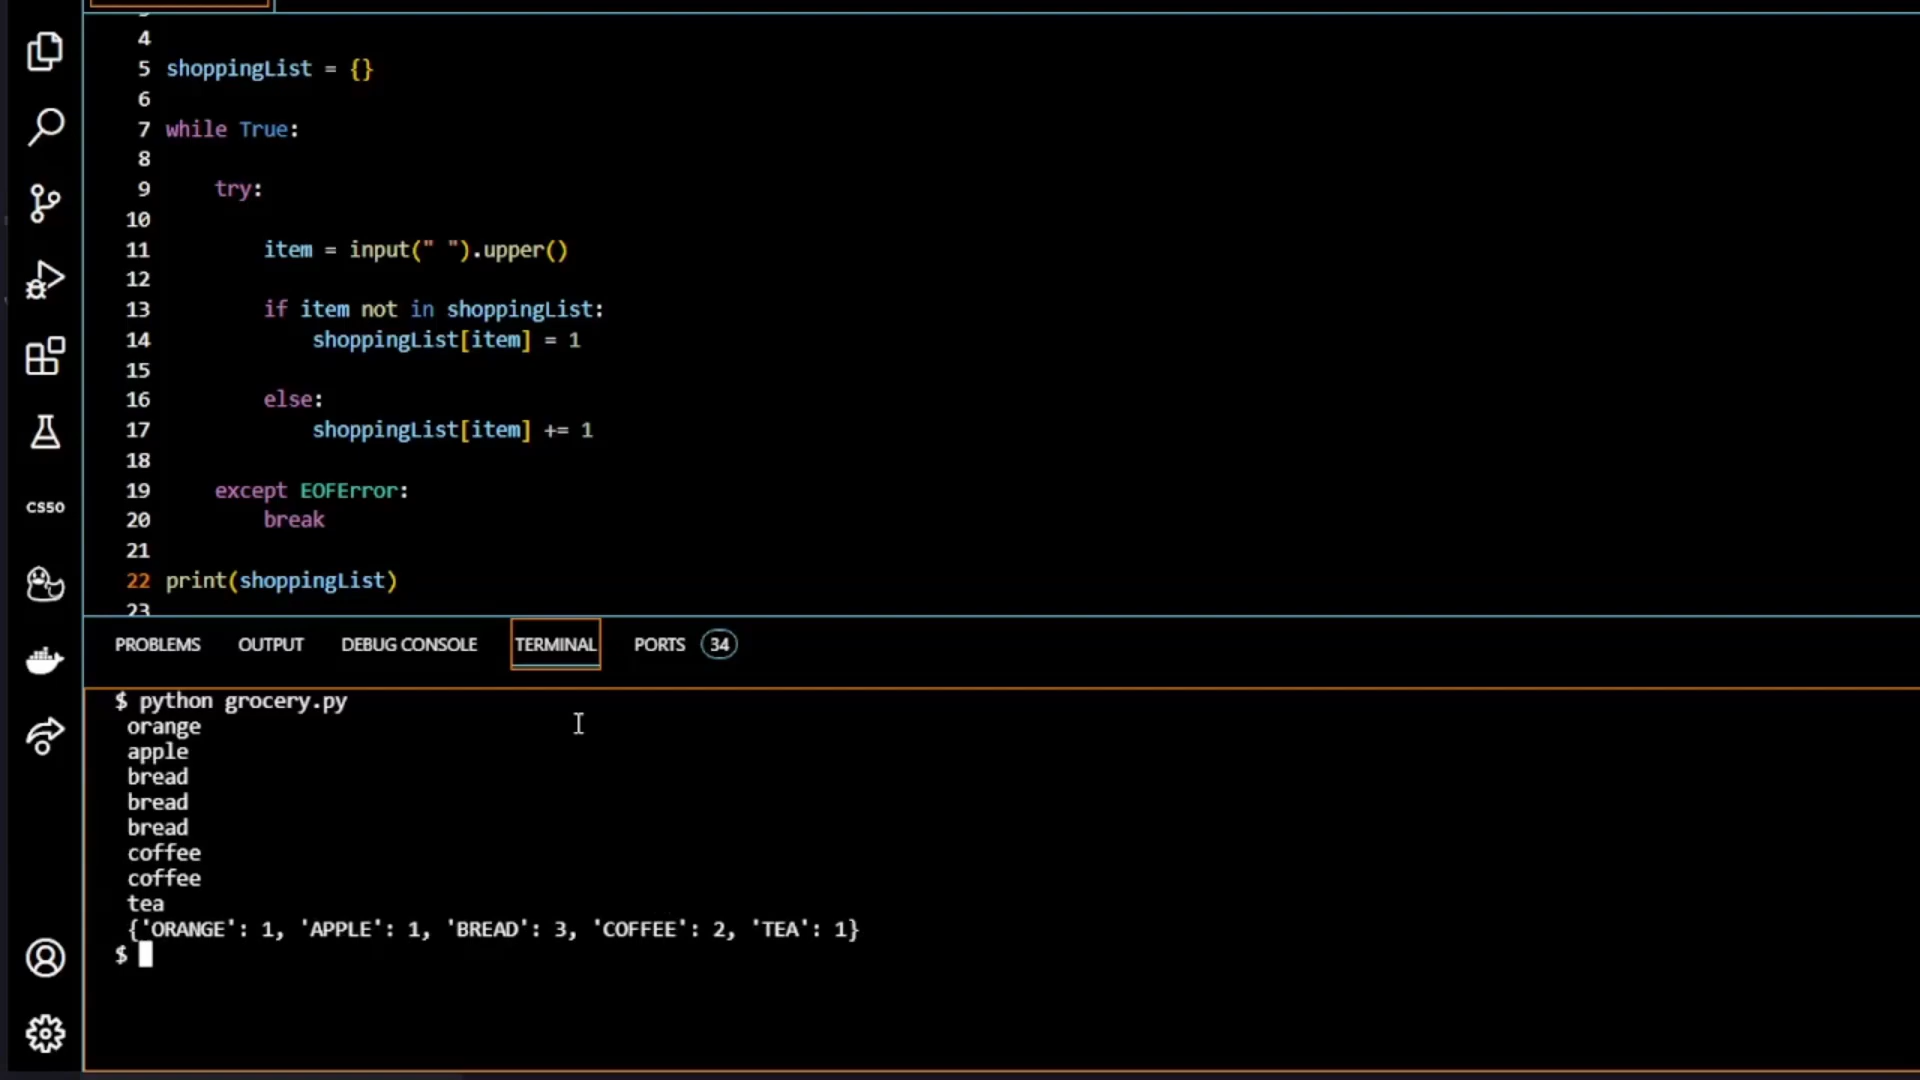 4
5 shoppingList = {}
6
7 while True:
8
9     try:
10
11         item = input(" ").upper()
12
13         if item not in shoppingList:
14             shoppingList[item] = 1
15
16         else:
17             shoppingList[item] += 1
18
19     except EOFError:
20         break
21
22 print(shoppingList)
23
CS50
PROBLEMS OUTPUT DEBUG CONSOLE TERMINAL PORTS 34
$ python grocery.py
orange
apple
bread
bread
bread
coffee
coffee
tea
{'ORANGE': 1, 'APPLE': 1, 'BREAD': 3, 'COFFEE': 2, 'TEA': 1}
$